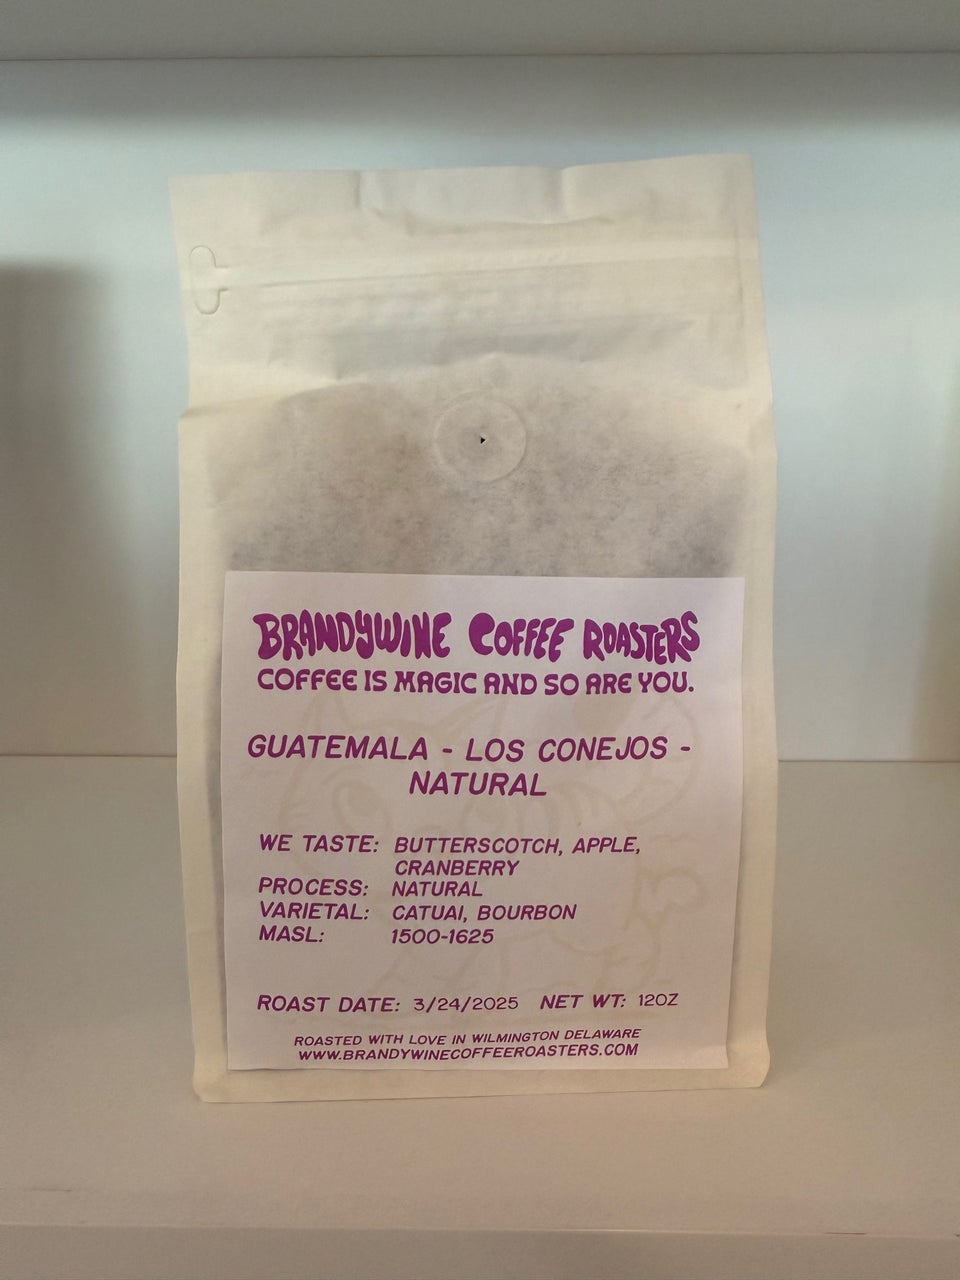 BRANDYWINE COFFEE ROASTERS
COFFEE IS MAGIC AND SO ARE YOU.
GUATEMALA - LOS CONEJOS -
NATURAL
WE TASTE: BUTTERSCOTCH, APPLE,
CRANBERRY
PROCESS: NATURAL
VARIETAL: CATUAI, BOURBON
MASL: 1500-1625
ROAST DATE: 3/24/2025 NET WT: 12OZ
ROASTED WITH LOVE IN WILMINGTON DELAWARE
WWW.BRANDYWINECOFFEEROASTERS.COM